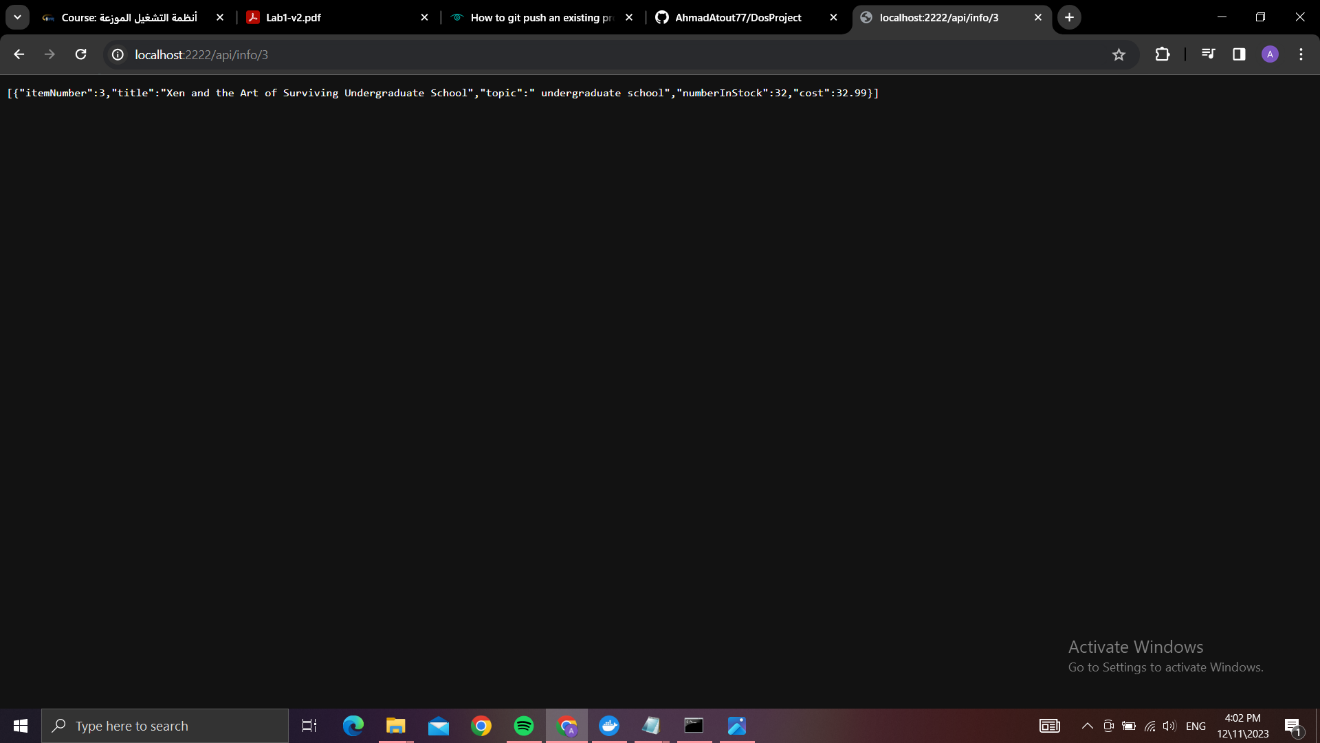 Course: أنظمة التشغيل الموزعة
Lab1-v2.pdf
How to git push an existing pr
AhmadAtout77/DosProject
localhost:2222/api/info/3
localhost:2222/api/info/3
A
[{"itemNumber":3,"title":"Xen and the Art of Surviving Undergraduate School","topic":" undergraduate school","numberInStock":32,"cost":32.99}]
Activate Windows
Go to Settings to activate Windows.
Type here to search
A
ENG
4:02 PM
12\11\2023
1